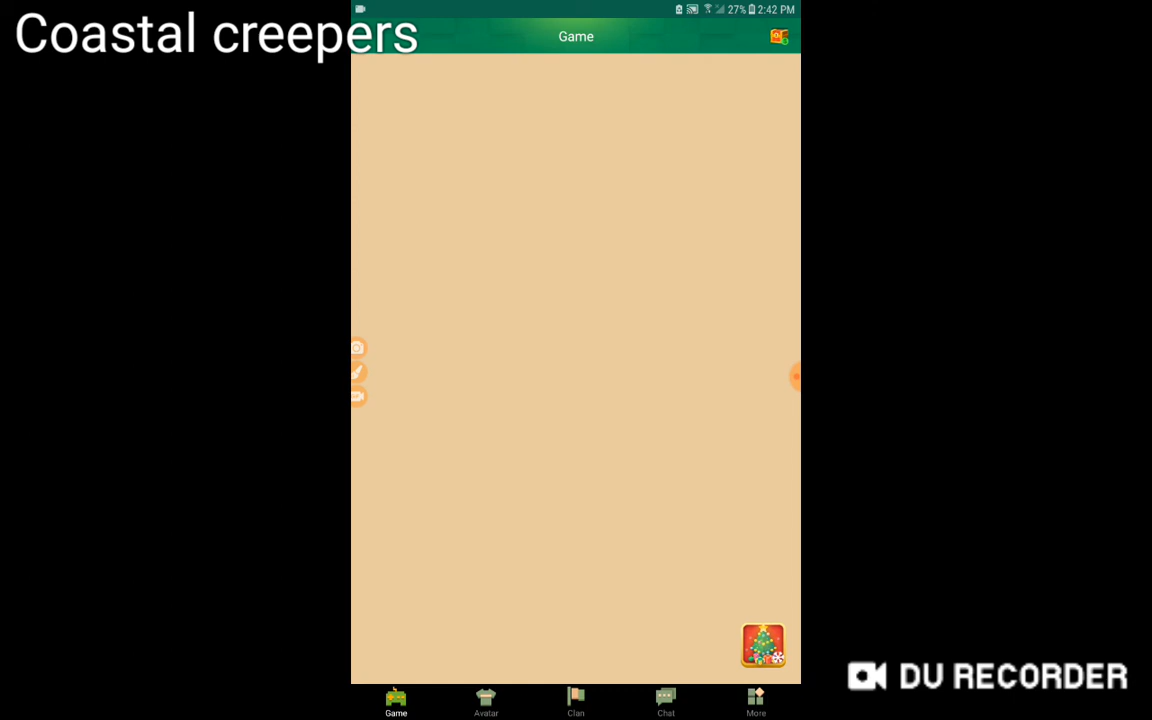 Coastal creepers
27% 2:42 PM
Game
Game Avatar Clan Chat More
DU RECORDER